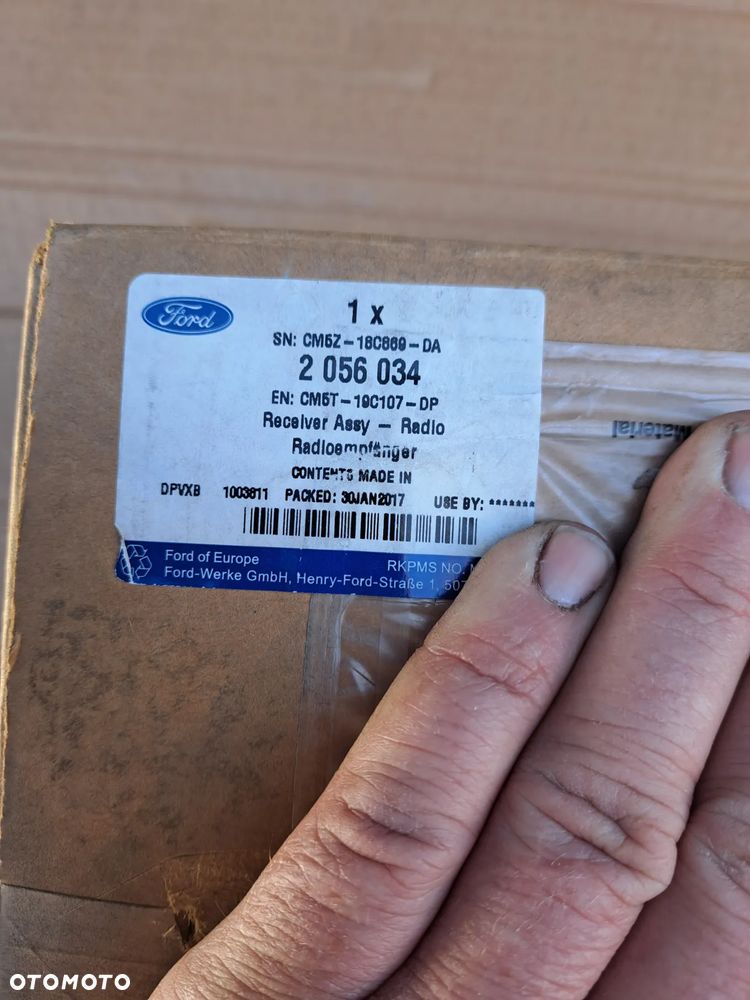 Ford
1 x
SN: CM5Z-18C869-DA
2 056 034
EN: CM5T-19C107-DP
Receiver Assy - Radio
Radioempfänger
CONTENTS MADE IN
DPVXB 1003811 PACKED: 30JAN2017 USE BY: *******
Ford of Europe
RKPMS NO.
Ford-Werke GmbH, Henry-Ford-Straße 1,
Material
OTOMOTO